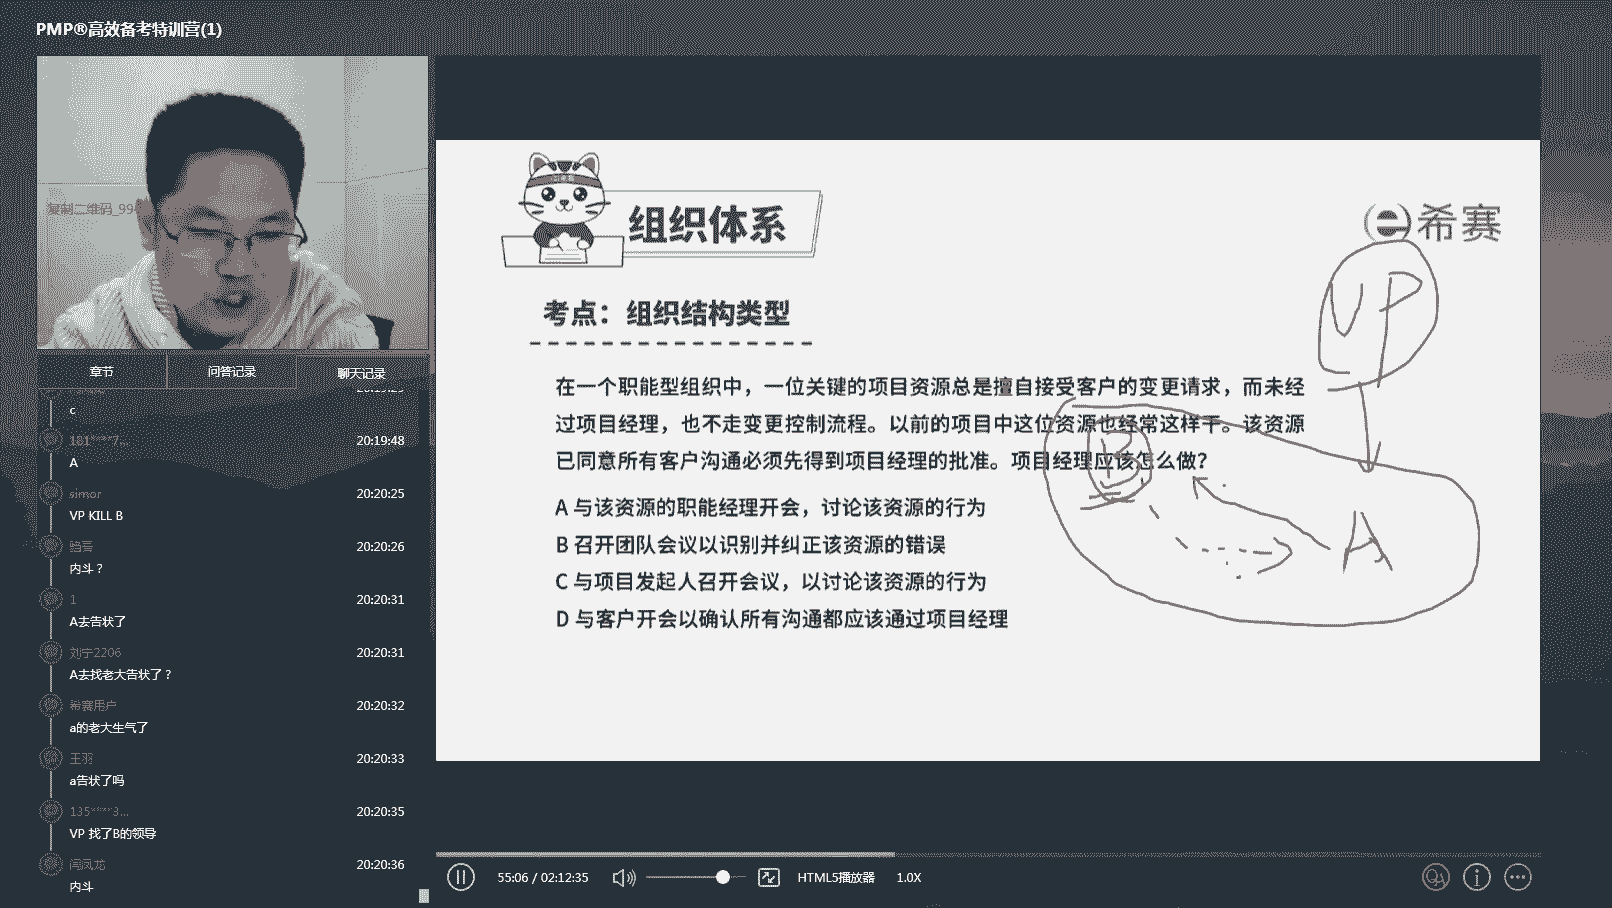 PMP®高效备考特训营(1)
复制二维码_99
章节
问答记录
聊天记录
c
181****7...
20:19:48
A
simor
20:20:25
VP KILL B
20:20:26
内斗？
1
20:20:31
A去告状了
刘宁2206
20:20:31
A去找老大告状了？
希赛用户
20:20:32
a的老大生气了
王羽
20:20:33
a告状了吗
135****3...
20:20:35
VP 找了B的领导
闫凤龙
20:20:36
内斗
组织体系
希赛
考点：组织结构类型
在一个职能型组织中，一位关键的项目资源总是擅自接受客户的变更请求，而未经
过项目经理，也不走变更控制流程。以前的项目中这位资源也经常这样干。该资源
已同意所有客户沟通必须先得到项目经理的批准。项目经理应该怎么做？
A 与该资源的职能经理开会，讨论该资源的行为
B 召开团队会议以识别并纠正该资源的错误
C 与项目发起人召开会议，以讨论该资源的行为
D 与客户开会以确认所有沟通都应该通过项目经理
VP
B
A
55:06 / 02:12:35
HTML5播放器
1.0X